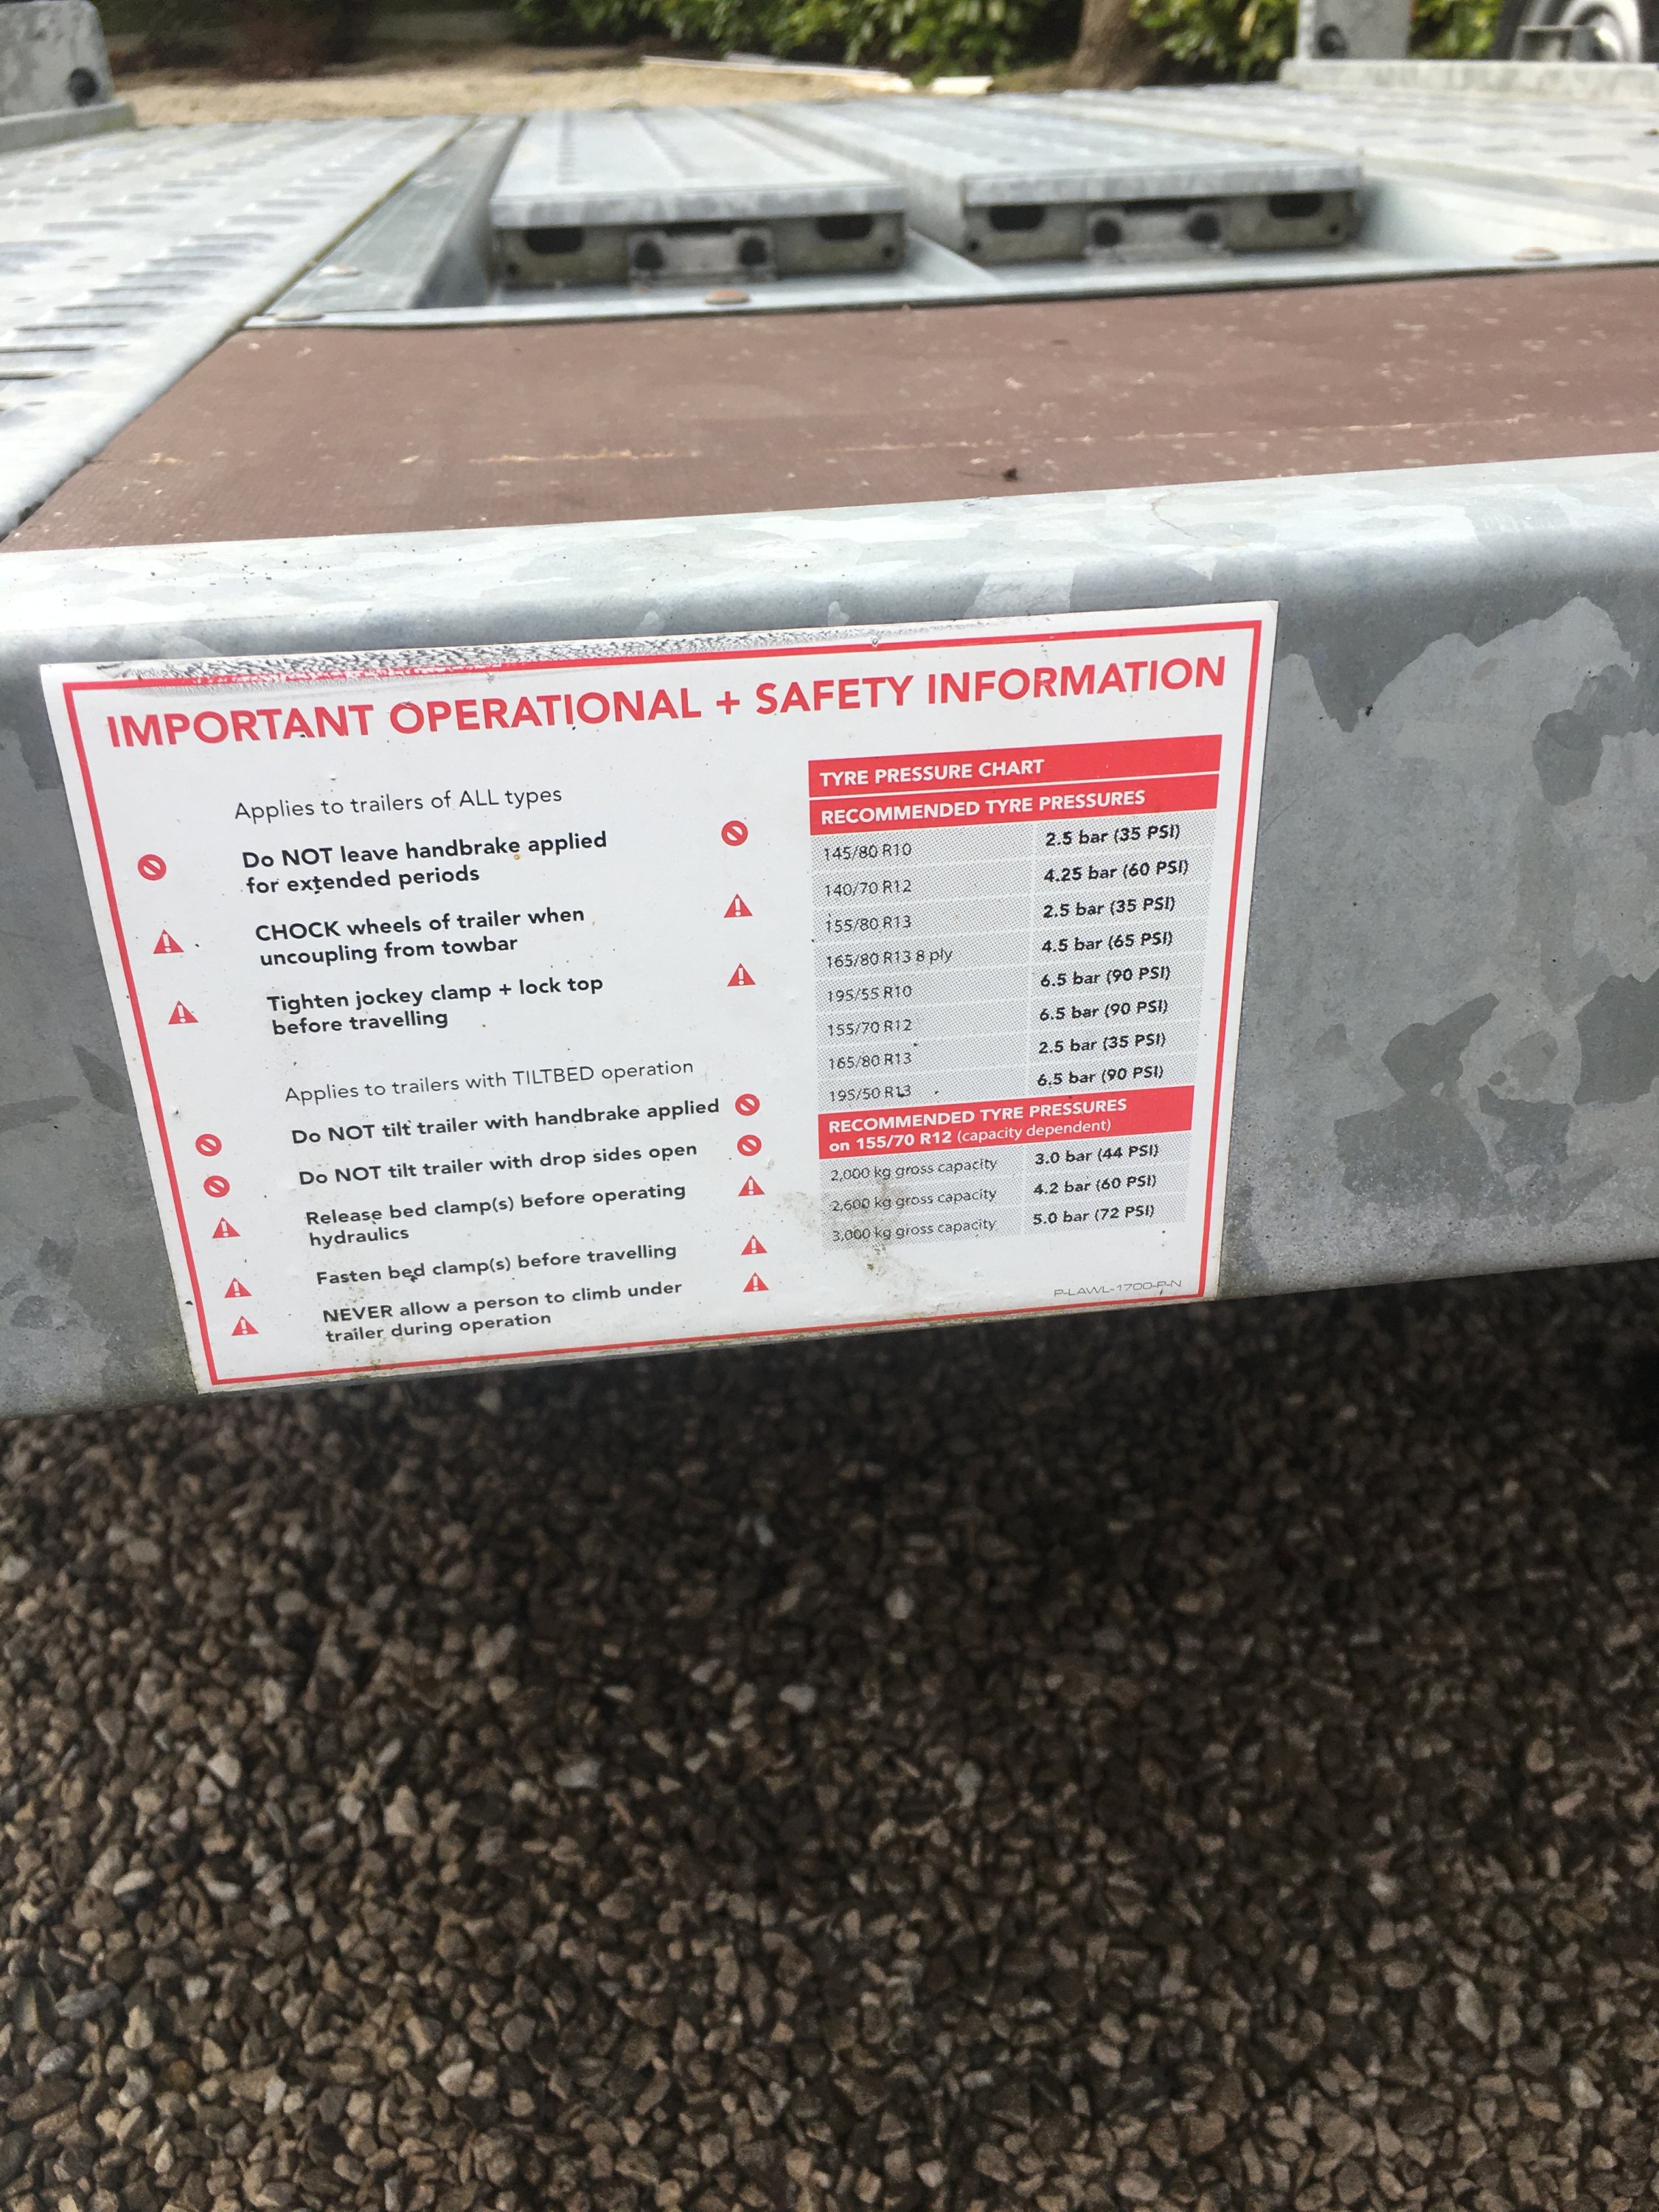 IMPORTANT OPERATIONAL + SAFETY INFORMATION
Applies to trailers of ALL types
Do NOT leave handbrake applied
for extended periods
CHOCK wheels of trailer when
uncoupling from towbar
Tighten jockey clamp + lock top
before travelling
Applies to trailers with TILTBED operation
Do NOT tilt trailer with handbrake applied
Do NOT tilt trailer with drop sides open
Release bed clamp(s) before operating
hydraulics
Fasten bed clamp(s) before travelling
NEVER allow a person to climb under
trailer during operation
TYRE PRESSURE CHART
RECOMMENDED TYRE PRESSURES
145/80 R10 2.5 bar (35 PSI)
140/70 R12 4.25 bar (60 PSI)
155/80 R13 2.5 bar (35 PSI)
165/80 R13 8 ply 4.5 bar (65 PSI)
195/55 R10 6.5 bar (90 PSI)
155/70 R12 6.5 bar (90 PSI)
165/80 R13 2.5 bar (35 PSI)
195/50 R13 6.5 bar (90 PSI)
RECOMMENDED TYRE PRESSURES
on 155/70 R12 (capacity dependent)
2,000 kg gross capacity 3.0 bar (44 PSI)
2,600 kg gross capacity 4.2 bar (60 PSI)
3,000 kg gross capacity 5.0 bar (72 PSI)
P-LAWL-1700-P-N